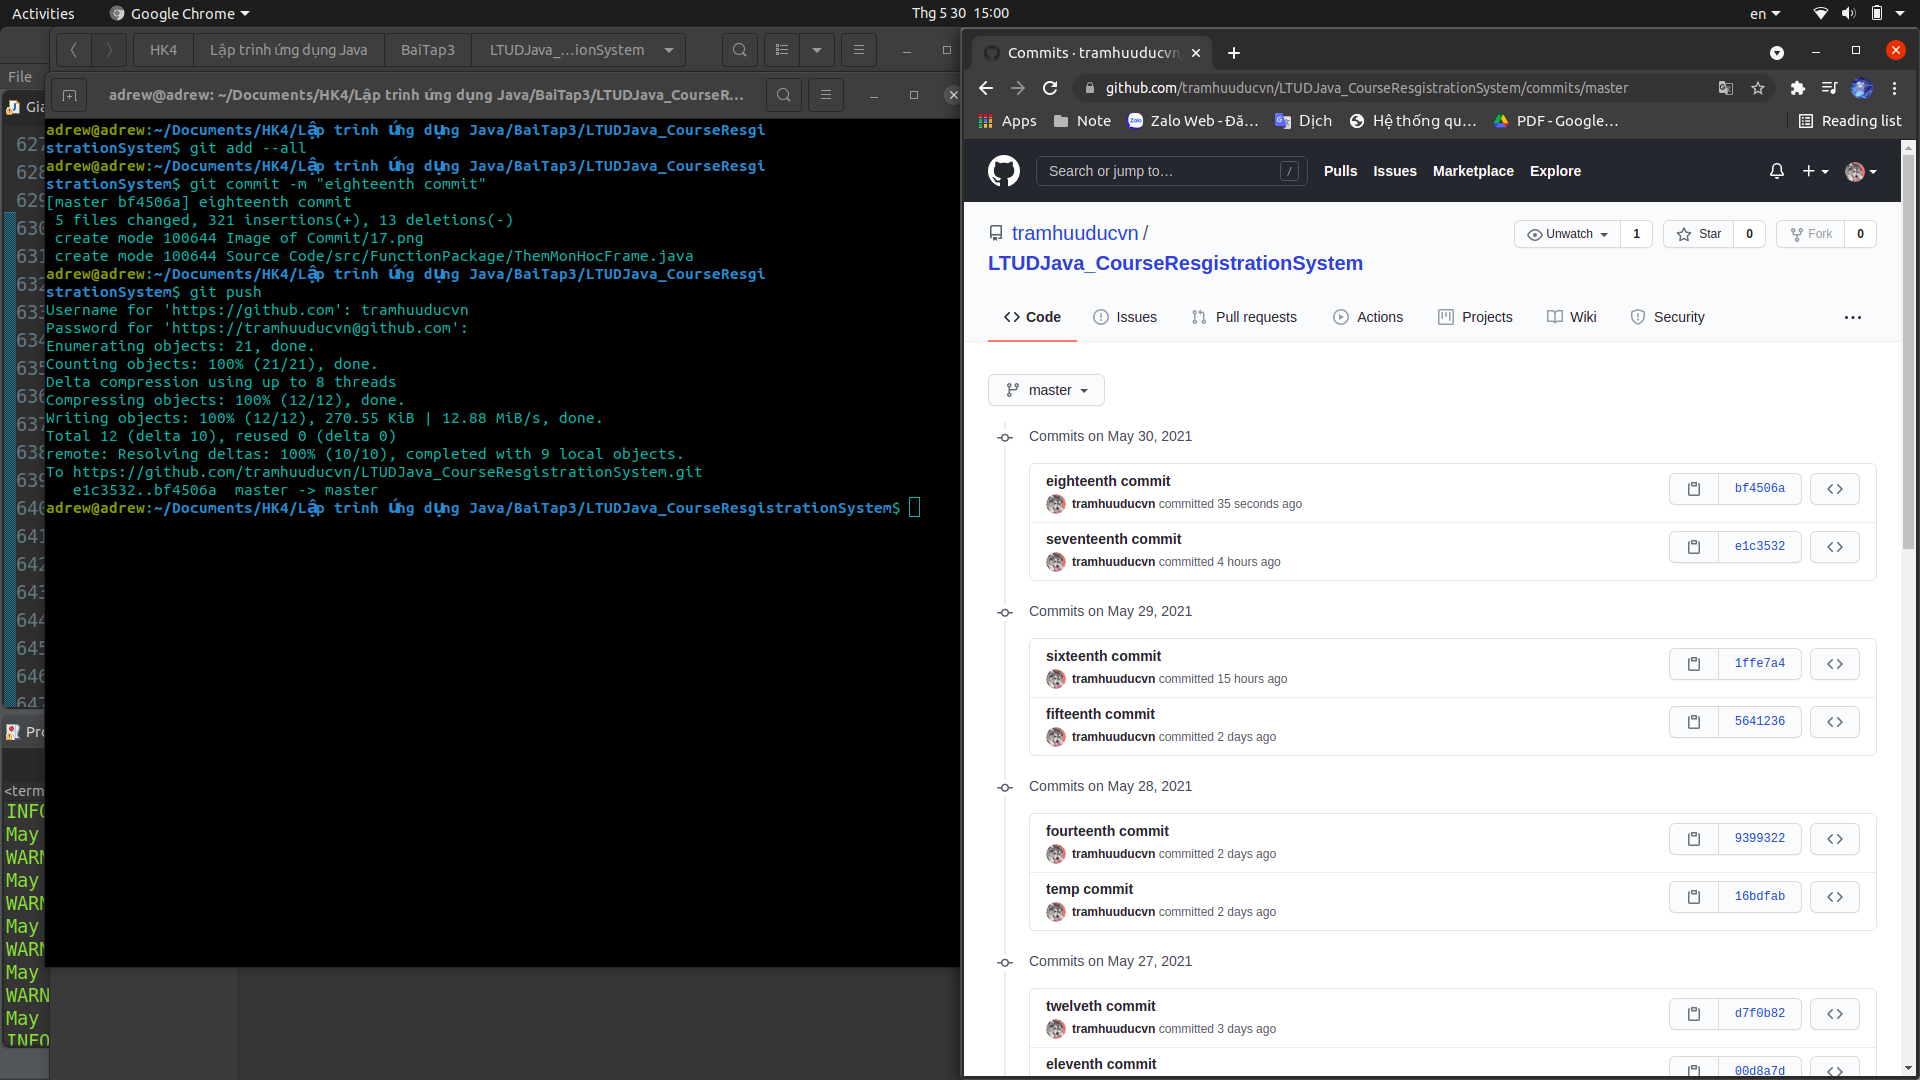 Activities
Google Chrome
Thg 5 30 15:00
en
HK4
Lập trình ứng dụng Java
BaiTap3
LTUDJava_…ionSystem
File
adrew@adrew: ~/Documents/HK4/Lập trình ứng dụng Java/BaiTap3/LTUDJava_CourseR…
adrew@adrew:~/Documents/HK4/Lập trình ứng dụng Java/BaiTap3/LTUDJava_CourseResgi
strationSystem$ git add --all
adrew@adrew:~/Documents/HK4/Lập trình ứng dụng Java/BaiTap3/LTUDJava_CourseResgi
strationSystem$ git commit -m "eighteenth commit"
[master bf4506a] eighteenth commit
5 files changed, 321 insertions(+), 13 deletions(-)
create mode 100644 Image of Commit/17.png
create mode 100644 Source Code/src/FunctionPackage/ThemMonHocFrame.java
adrew@adrew:~/Documents/HK4/Lập trình ứng dụng Java/BaiTap3/LTUDJava_CourseResgi
strationSystem$ git push
Username for 'https://github.com': tramhuuducvn
Password for 'https://tramhuuducvn@github.com':
Enumerating objects: 21, done.
Counting objects: 100% (21/21), done.
Delta compression using up to 8 threads
Compressing objects: 100% (12/12), done.
Writing objects: 100% (12/12), 270.55 KiB | 12.88 MiB/s, done.
Total 12 (delta 10), reused 0 (delta 0)
remote: Resolving deltas: 100% (10/10), completed with 9 local objects.
To https://github.com/tramhuuducvn/LTUDJava_CourseResgistrationSystem.git
e1c3532..bf4506a master -> master
adrew@adrew:~/Documents/HK4/Lập trình ứng dụng Java/BaiTap3/LTUDJava_CourseResgistrationSystem$
627
628
629
630
631
632
633
634
635
636
637
638
639
640
641
642
643
644
645
646
647
<term
May
May
May
May
May
Commits · tramhuuducvn
github.com/tramhuuducvn/LTUDJava_CourseResgistrationSystem/commits/master
Apps
Note
Zalo Web - Đă…
Dịch
Hệ thống qu…
PDF - Google…
Reading list
Search or jump to…
/
Pulls
Issues
Marketplace
Explore
tramhuuducvn /
LTUDJava_CourseResgistrationSystem
Unwatch 1
Star 0
Fork 0
Code
Issues
Pull requests
Actions
Projects
Wiki
Security
master
Commits on May 30, 2021
eighteenth commit
tramhuuducvn committed 35 seconds ago
bf4506a
seventeenth commit
tramhuuducvn committed 4 hours ago
e1c3532
Commits on May 29, 2021
sixteenth commit
tramhuuducvn committed 15 hours ago
1ffe7a4
fifteenth commit
tramhuuducvn committed 2 days ago
5641236
Commits on May 28, 2021
fourteenth commit
tramhuuducvn committed 2 days ago
9399322
temp commit
tramhuuducvn committed 2 days ago
16bdfab
Commits on May 27, 2021
twelveth commit
tramhuuducvn committed 3 days ago
d7f0b82
eleventh commit
00d8a7d